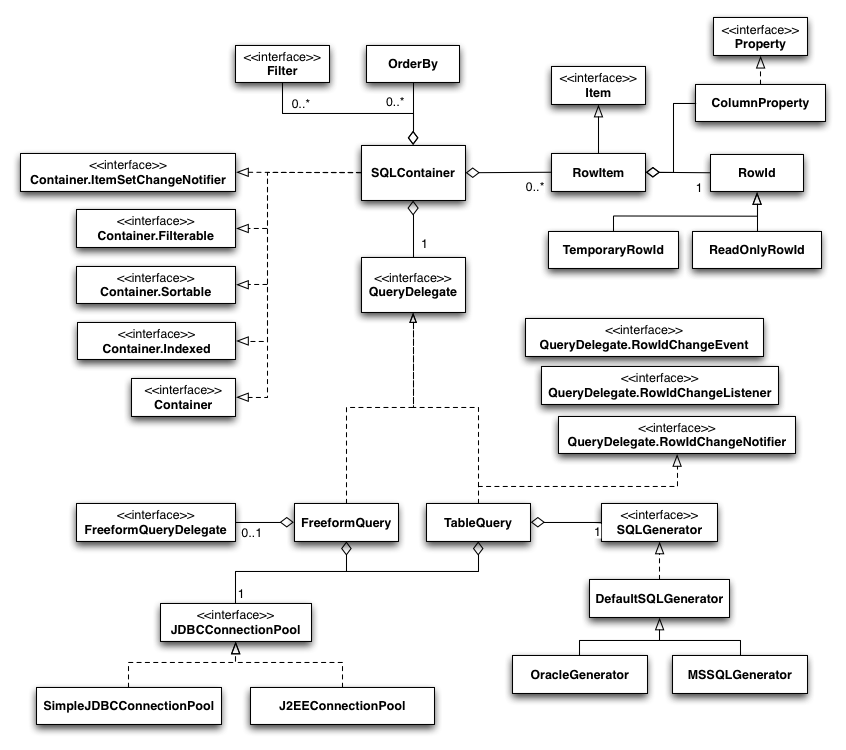 <<interface>>
Property
<<interface>>
Filter
OrderBy
<<interface>>
Item
ColumnProperty
0..*
0..*
<<interface>>
Container.ItemSetChangeNotifier
SQLContainer
0..*
RowItem
1
RowId
<<interface>>
Container.Filterable
1
TemporaryRowId
ReadOnlyRowId
<<interface>>
Container.Sortable
<<interface>>
QueryDelegate
<<interface>>
Container.Indexed
<<interface>>
QueryDelegate.RowIdChangeEvent
<<interface>>
Container
<<interface>>
QueryDelegate.RowIdChangeListener
<<interface>>
QueryDelegate.RowIdChangeNotifier
<<interface>>
FreeformQueryDelegate
0..1
FreeformQuery
TableQuery
1
<<interface>>
SQLGenerator
1
<<interface>>
JDBCConnectionPool
DefaultSQLGenerator
OracleGenerator
MSSQLGenerator
SimpleJDBCConnectionPool
J2EEConnectionPool